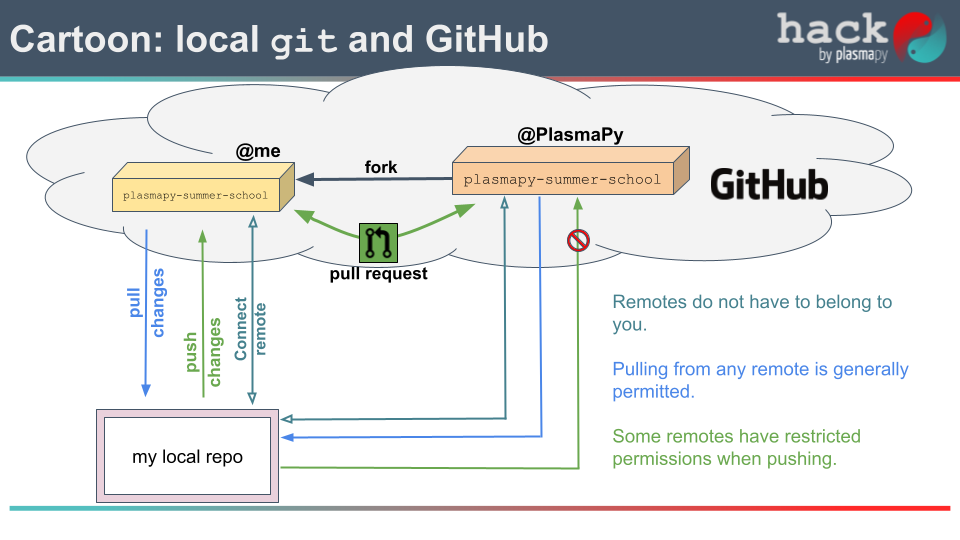 Cartoon: local git and GitHub
hack
by plasmapy
@PlasmaPy
@me
fork
plasmapy-summer-school
plasmapy-summer-school
GitHub
pull request
pull
changes
push
changes
Connect
remote
Remotes do not have to belong to
you.
Pulling from any remote is generally
permitted.
Some remotes have restricted
permissions when pushing.
my local repo